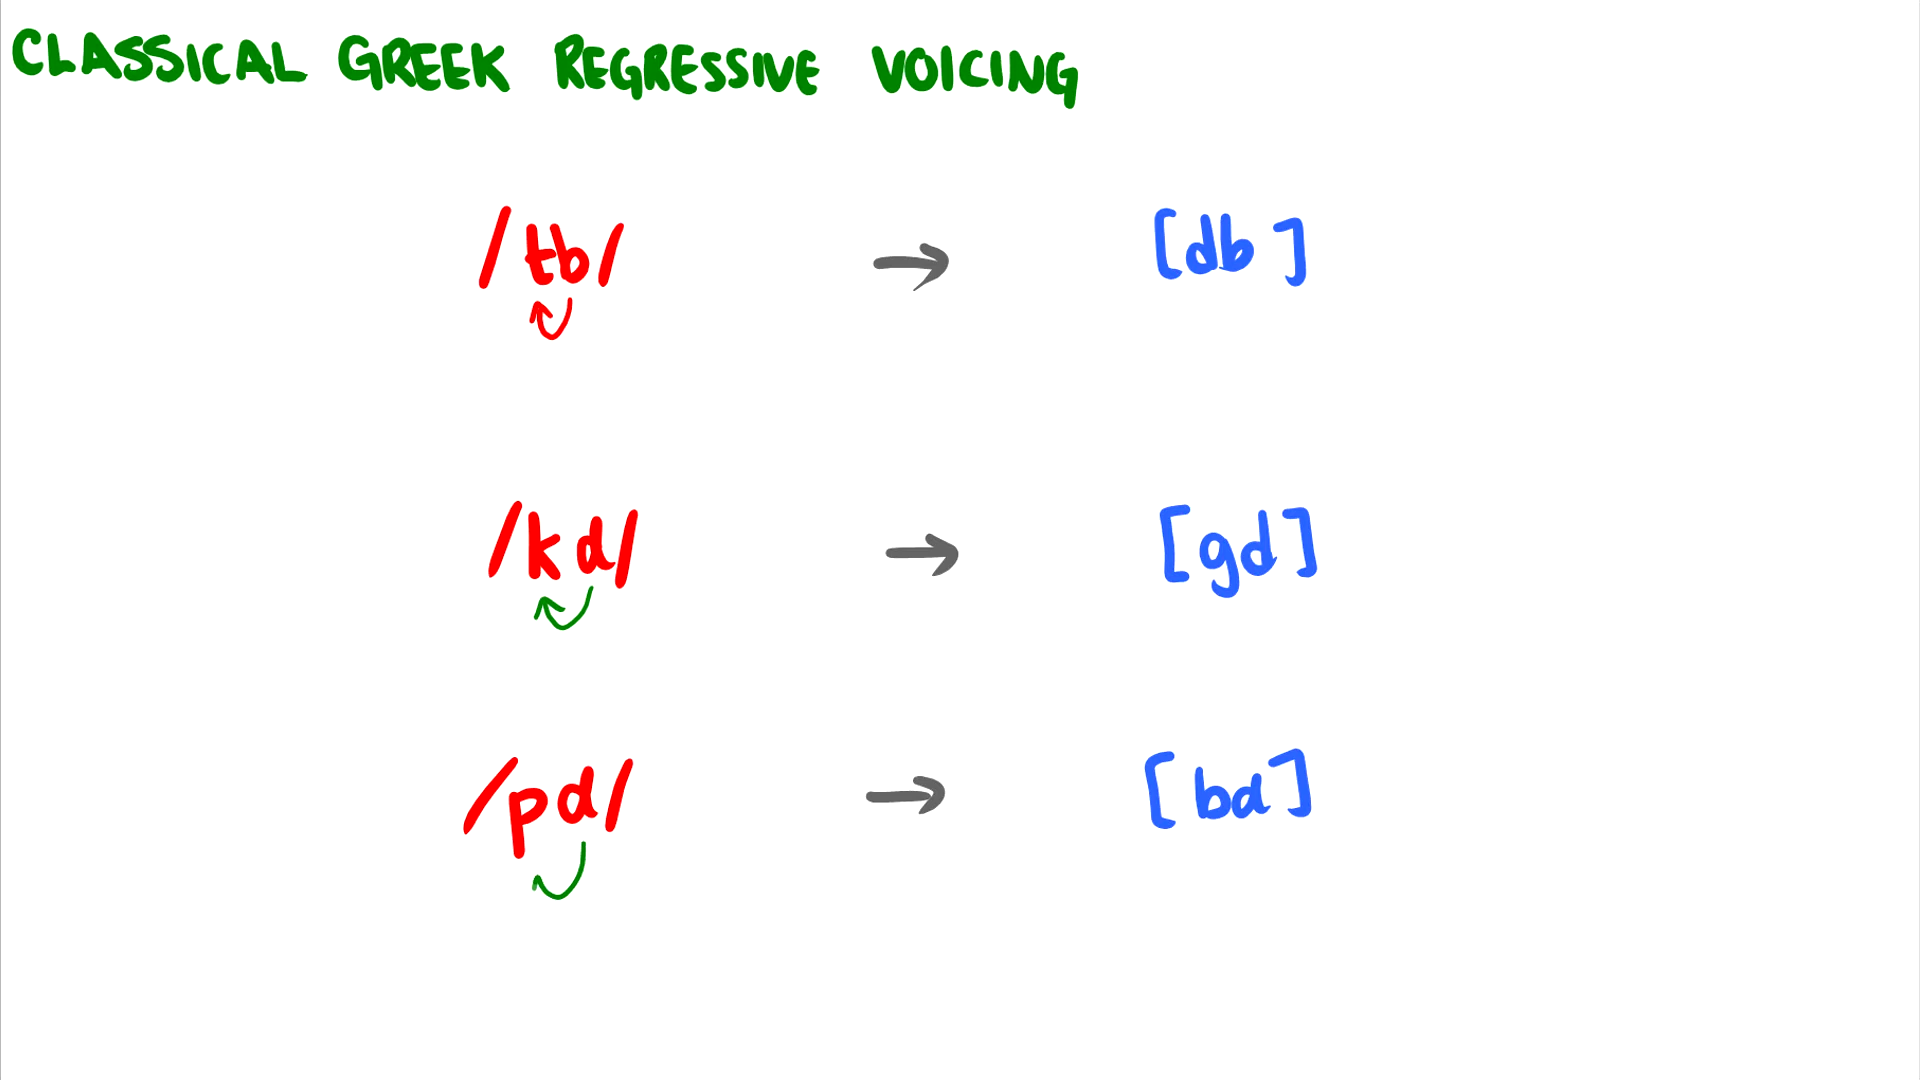 CLASSICAL GREEK REGRESSIVE VOICING
/tb/ → [db]
/kd/ → [gd]
/pd/ → [bd]